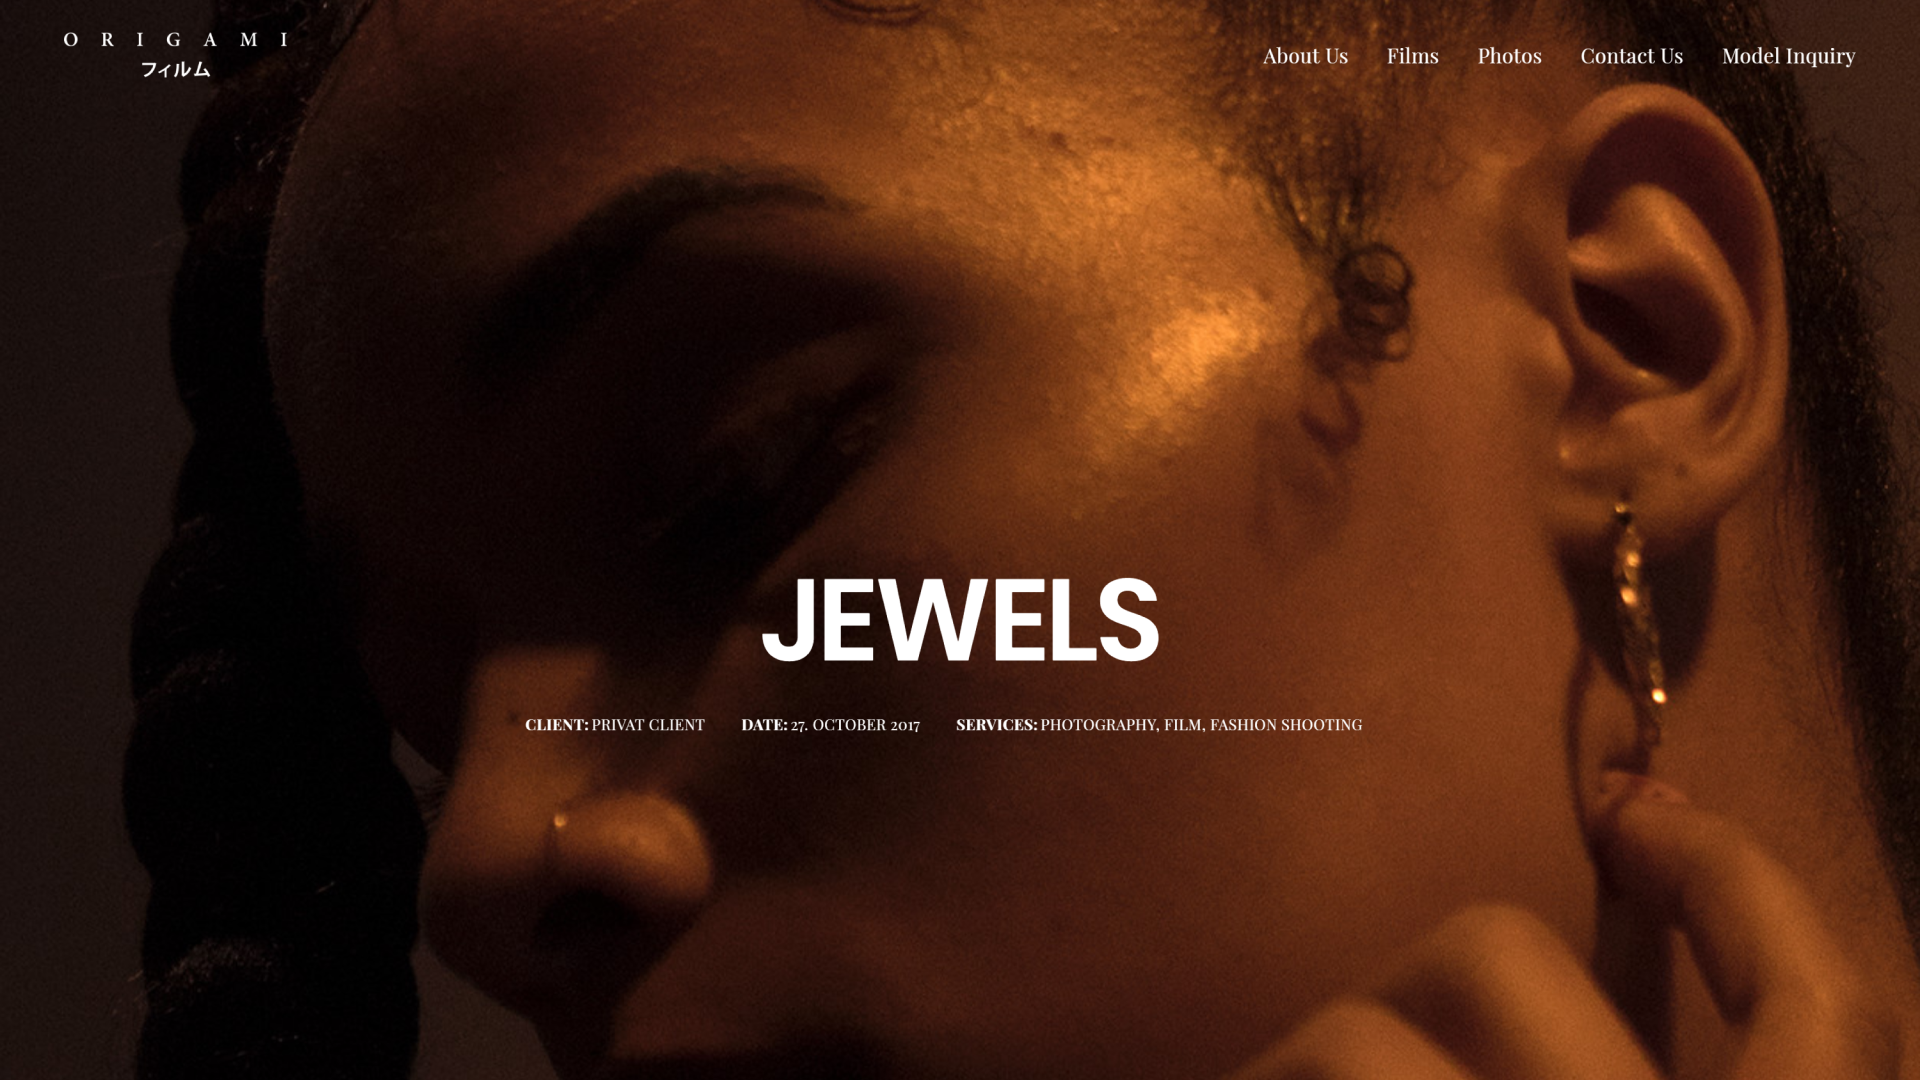 ORIGAMI
フィルム
About Us Films Photos Contact Us Model Inquiry
JEWELS
CLIENT: PRIVAT CLIENT DATE: 27. OCTOBER 2017 SERVICES: PHOTOGRAPHY, FILM, FASHION SHOOTING